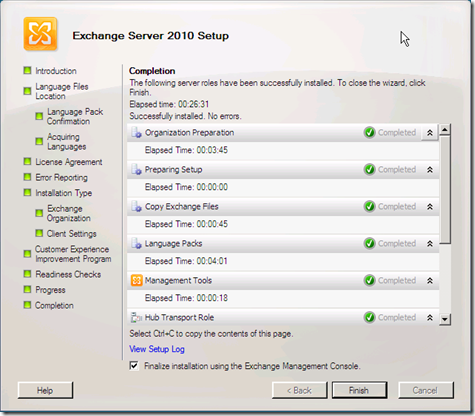 Exchange Server 2010 Setup
Introduction
Language Files
Location
Language Pack
Confirmation
Acquiring
Languages
License Agreement
Error Reporting
Installation Type
Exchange
Organization
Client Settings
Customer Experience
Improvement Program
Readiness Checks
Progress
Completion
Completion
The following server roles have been successfully installed. To close the wizard, click
Finish.
Elapsed time: 00:26:31
Successfully installed. No errors.
Organization Preparation Completed
Elapsed Time: 00:03:45
Preparing Setup Completed
Elapsed Time: 00:00:00
Copy Exchange Files Completed
Elapsed Time: 00:00:45
Language Packs Completed
Elapsed Time: 00:04:01
Management Tools Completed
Elapsed Time: 00:00:18
Hub Transport Role Completed
Select Ctrl+C to copy the contents of this page.
View Setup Log
Finalize installation using the Exchange Management Console.
Help < Back Finish Cancel